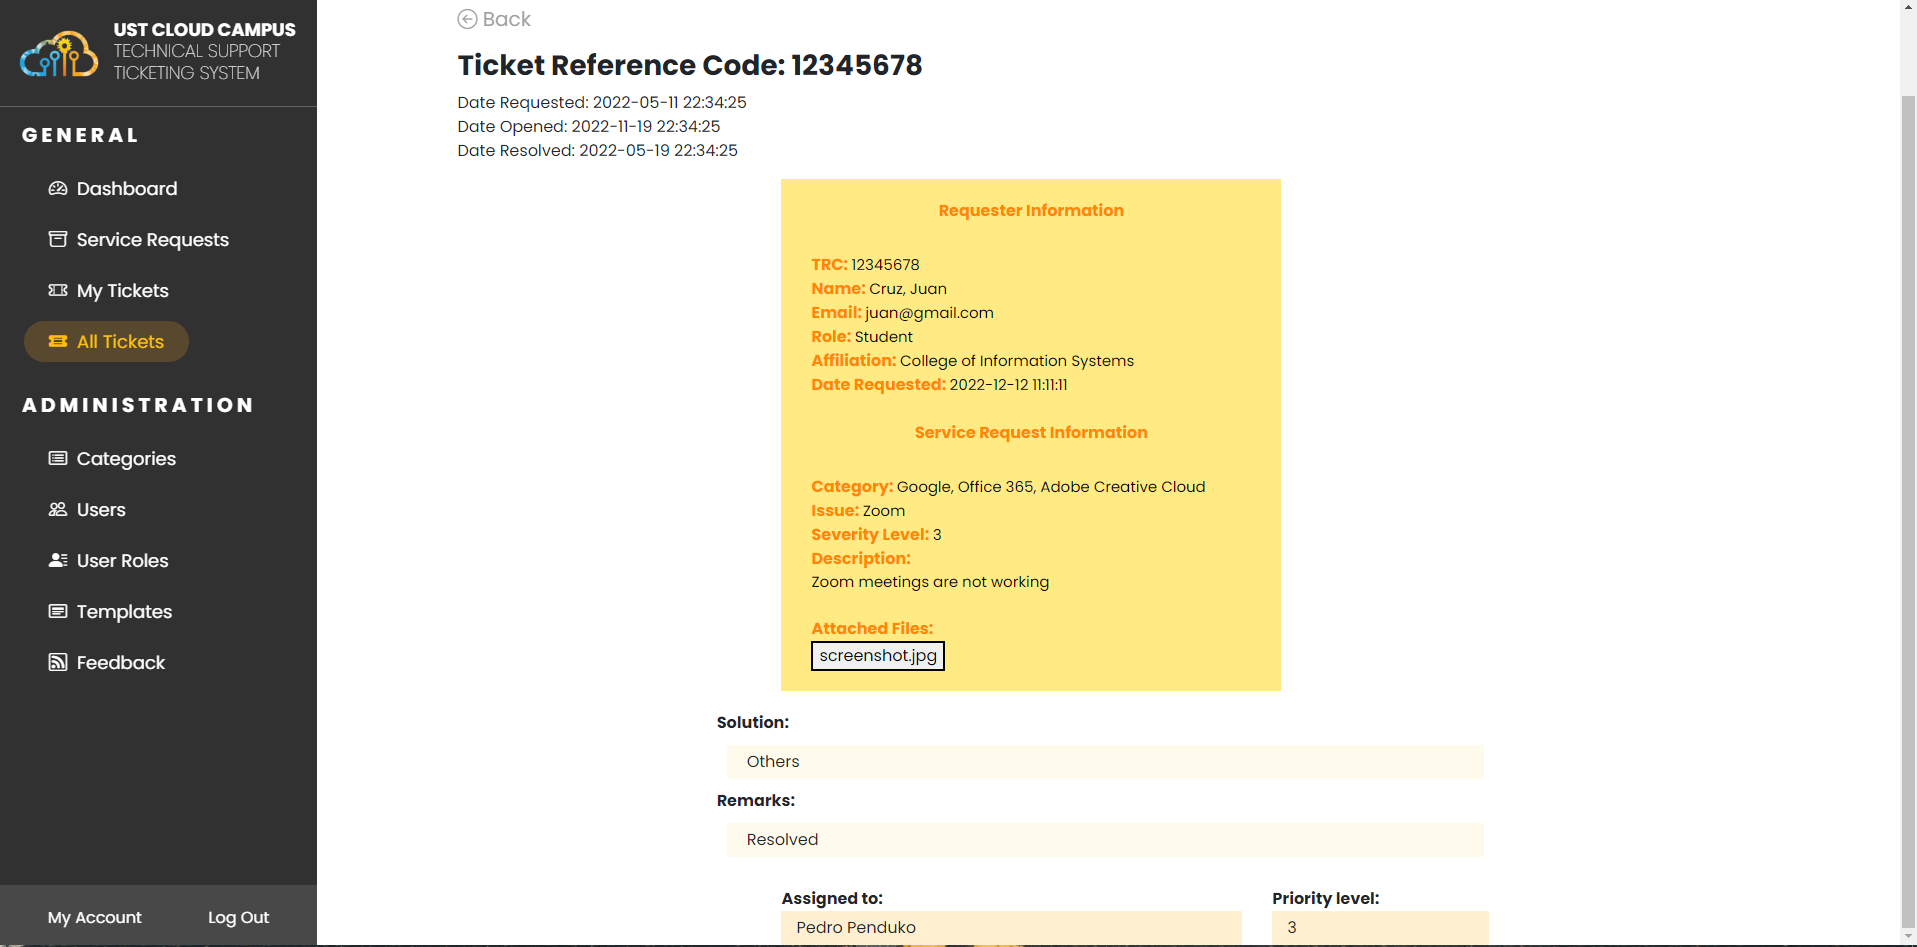 UST CLOUD CAMPUS
TECHNICAL SUPPORT
TICKETING SYSTEM
GENERAL
Dashboard
Service Requests
My Tickets
All Tickets
ADMINISTRATION
Categories
Users
User Roles
Templates
Feedback
My Account
Log Out
Back
Ticket Reference Code: 12345678
Date Requested: 2022-05-11 22:34:25
Date Opened: 2022-11-19 22:34:25
Date Resolved: 2022-05-19 22:34:25
Requester Information
TRC: 12345678
Name: Cruz, Juan
Email: juan@gmail.com
Role: Student
Affiliation: College of Information Systems
Date Requested: 2022-12-12 11:11:11
Service Request Information
Category: Google, Office 365, Adobe Creative Cloud
Issue: Zoom
Severity Level: 3
Description:
Zoom meetings are not working
Attached Files:
screenshot.jpg
Solution:
Others
Remarks:
Resolved
Assigned to:
Pedro Penduko
Priority level:
3